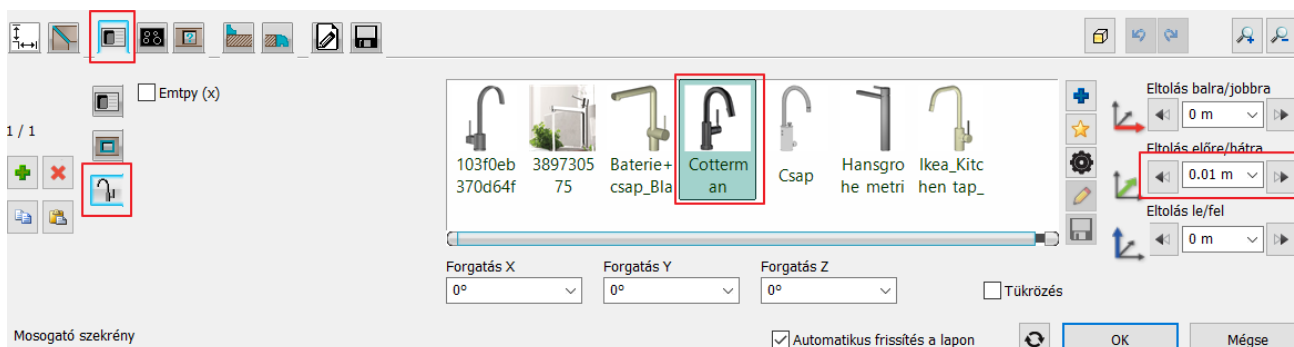 Emtpy (x)
1 / 1
103f0eb
370d64f
3897305
75
Baterie+
csap_Bla
Cotterm
an
Csap
Hansgro
he metri
Ikea_Kitc
hen tap_
Eltolás balra/jobbra
0 m
Eltolás előre/hátra
0.01 m
Eltolás le/fel
0 m
Forgatás X
Forgatás Y
Forgatás Z
0°
0°
0°
Tükrözés
Mosogató szekrény
Automatikus frissítés a lapon
OK
Mégse